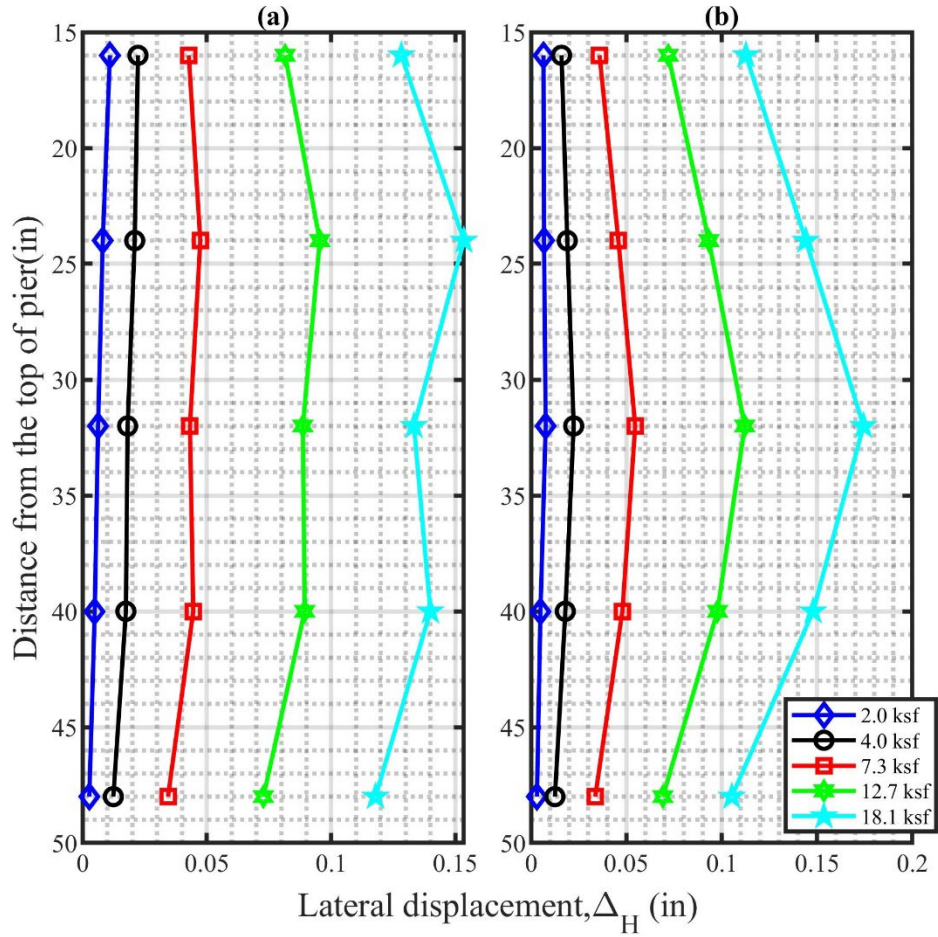 (a) (b)
15 15
20 20
25 25
30 30
35 35
40 40
45 45
50 50
0 0.05 0.1 0.15 0 0.05 0.1 0.15 0.2
Distance from the top of pier(in)
Lateral displacement,Δ_H (in)
2.0 ksf
4.0 ksf
7.3 ksf
12.7 ksf
18.1 ksf